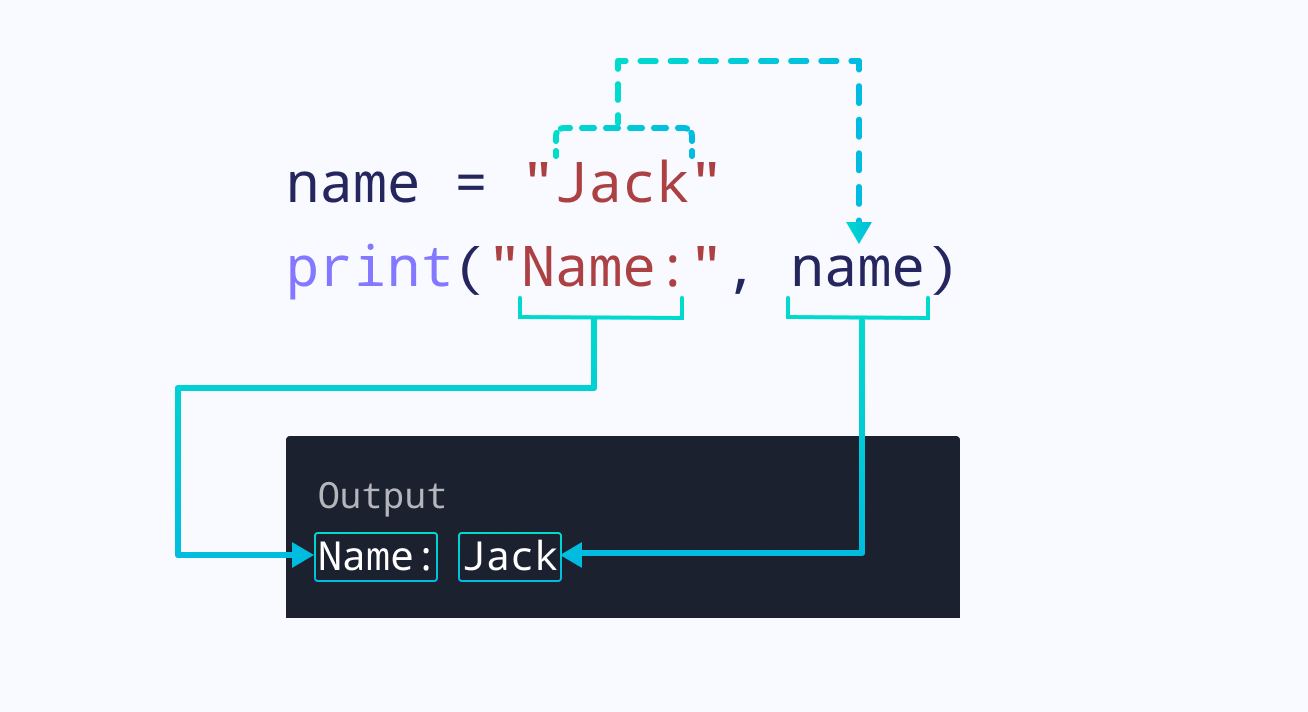 name = "Jack"
print("Name:", name)
Output
Name: Jack